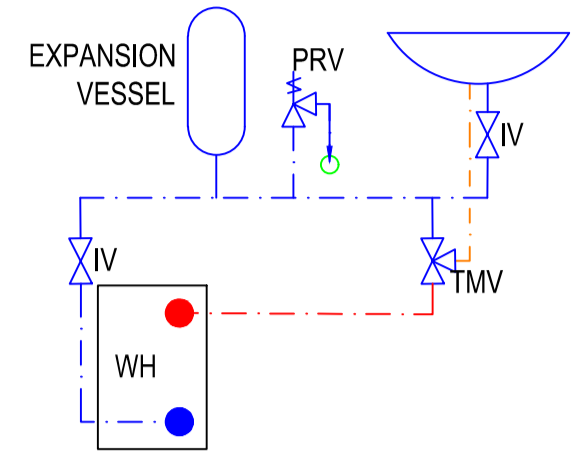 EXPANSION
VESSEL
PRV
IV
IV
TMV
WH